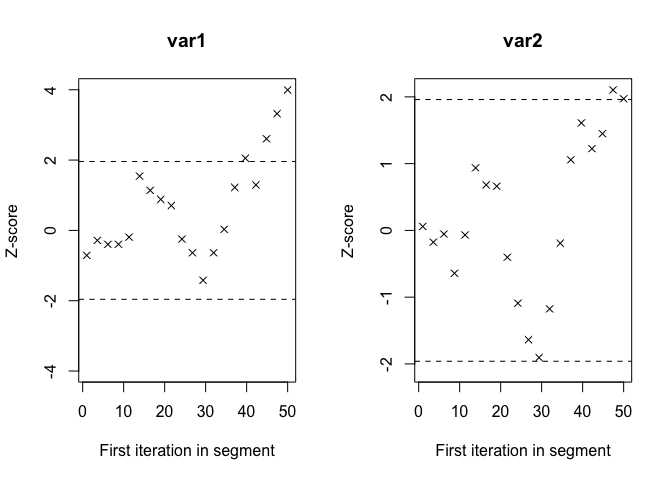 var1
Z-score
4
2
0
-2
-4
0 10 20 30 40 50
First iteration in segment
var2
Z-score
2
1
0
-1
-2
0 10 20 30 40 50
First iteration in segment